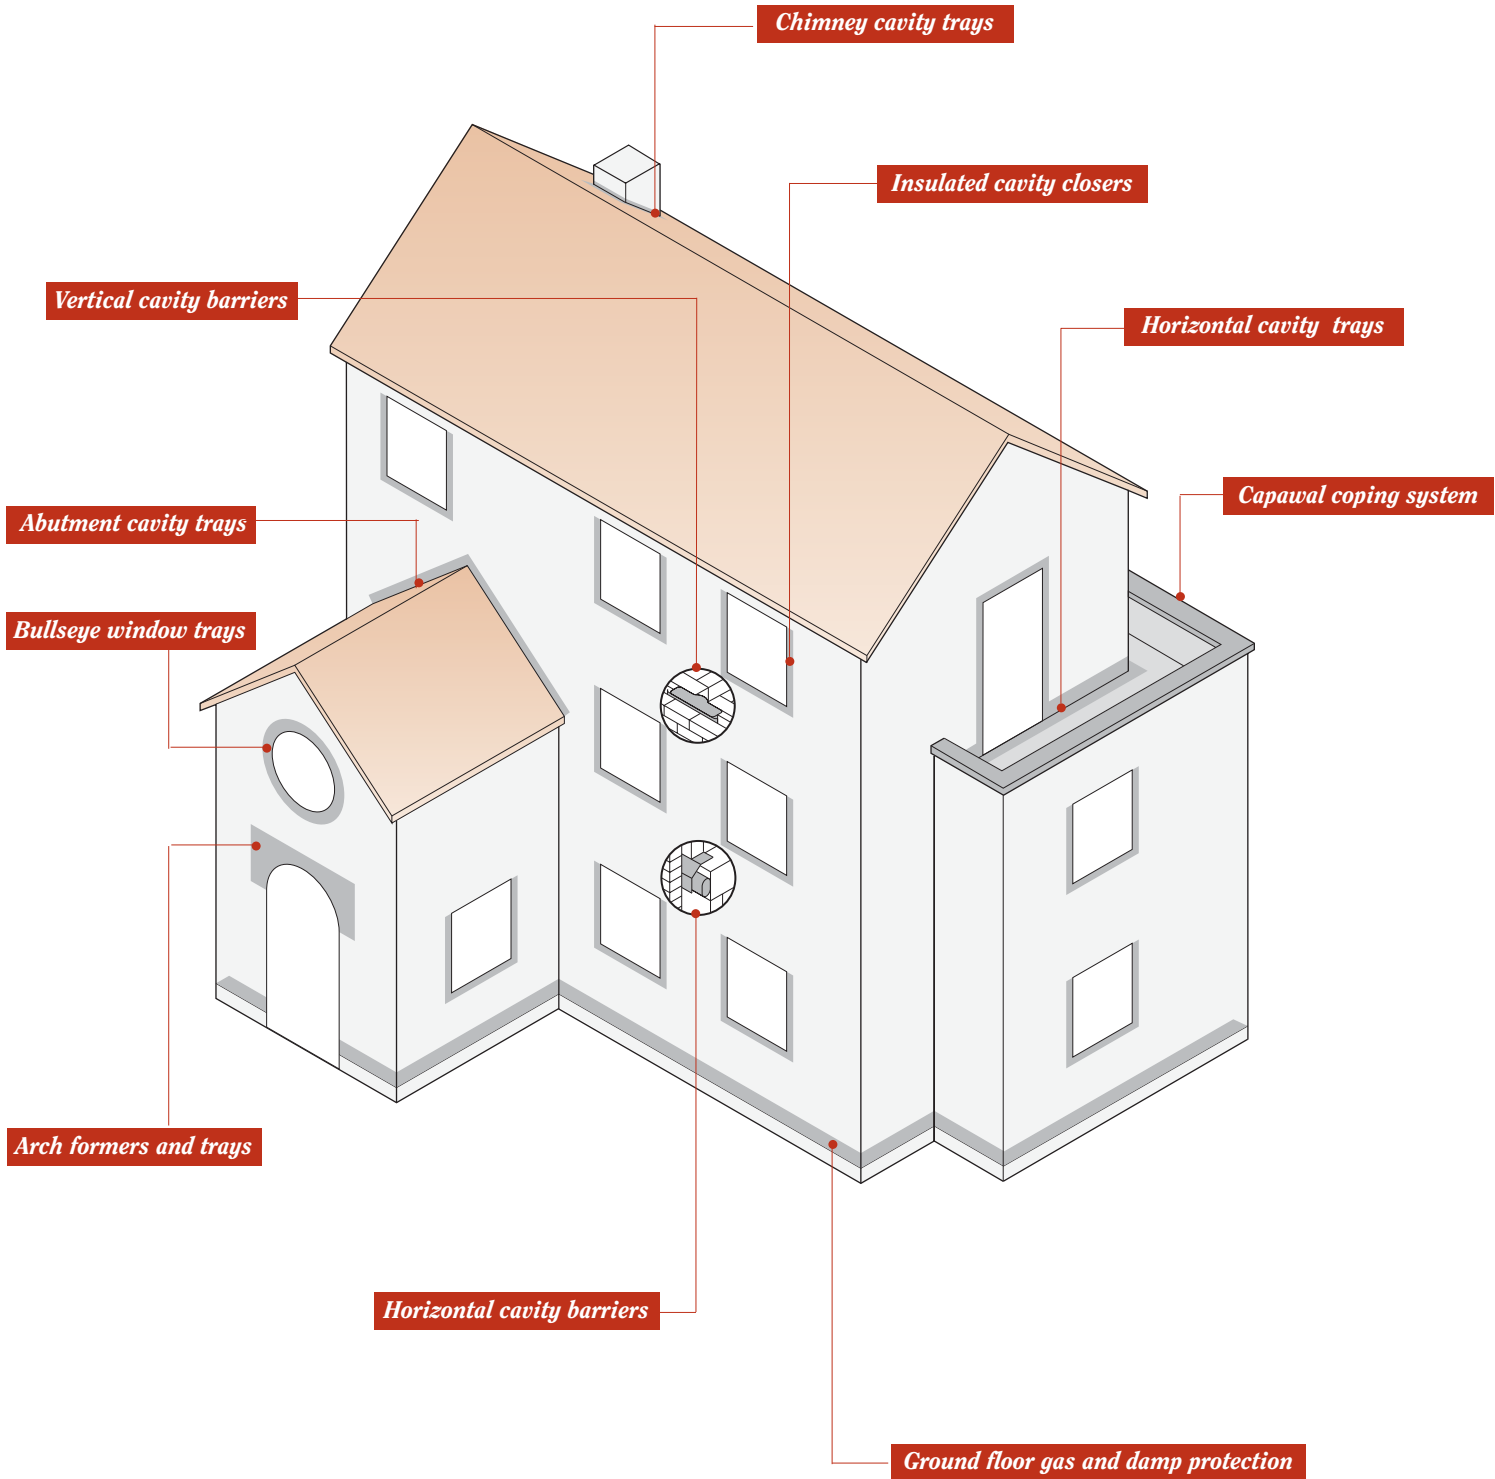 Chimney cavity trays
Insulated cavity closers
Vertical cavity barriers
Horizontal cavity  trays
Capawal coping system
Abutment cavity trays
Bullseye window trays
Arch formers and trays
Horizontal cavity barriers
Ground floor gas and damp protection